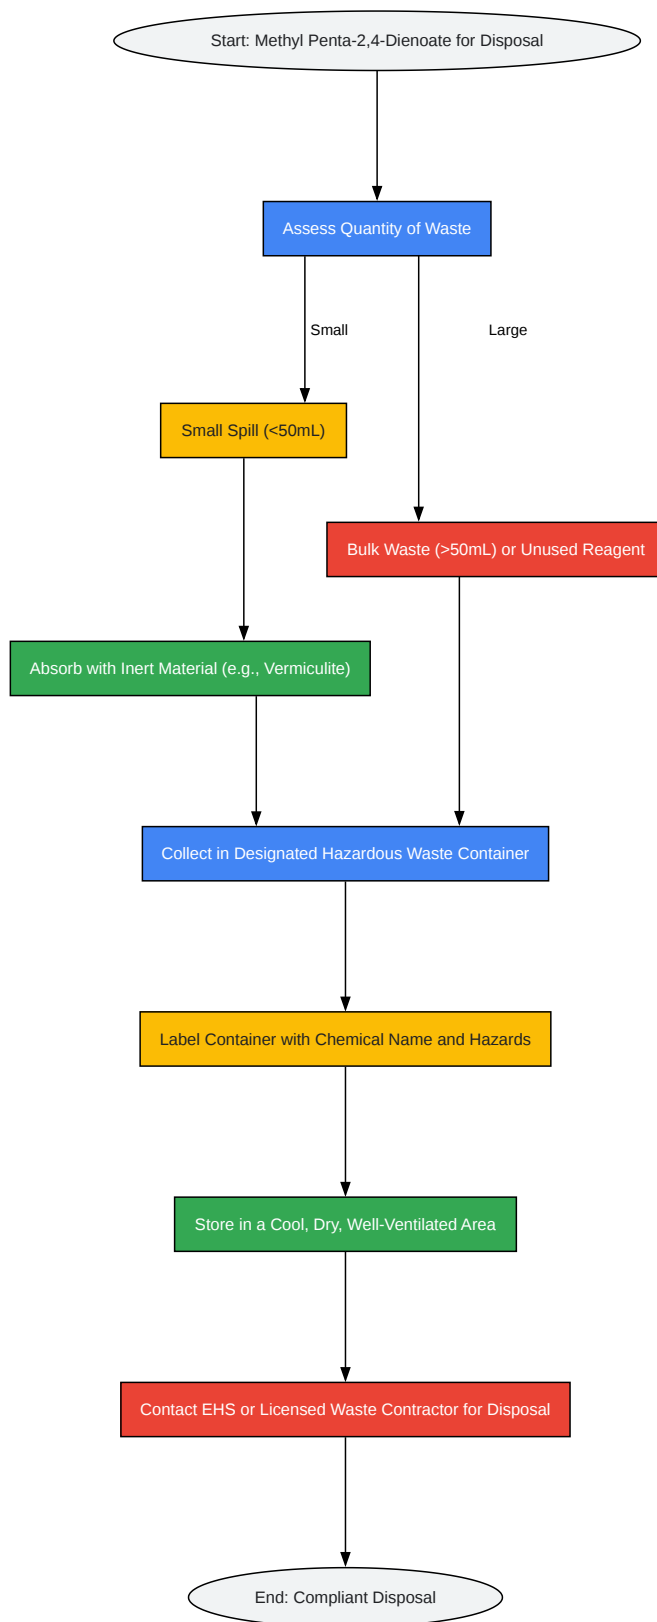 Start: Methyl Penta-2,4-Dienoate for Disposal
Assess Quantity of Waste
Small
Large
Small Spill (<50mL)
Bulk Waste (>50mL) or Unused Reagent
Absorb with Inert Material (e.g., Vermiculite)
Collect in Designated Hazardous Waste Container
Label Container with Chemical Name and Hazards
Store in a Cool, Dry, Well-Ventilated Area
Contact EHS or Licensed Waste Contractor for Disposal
End: Compliant Disposal